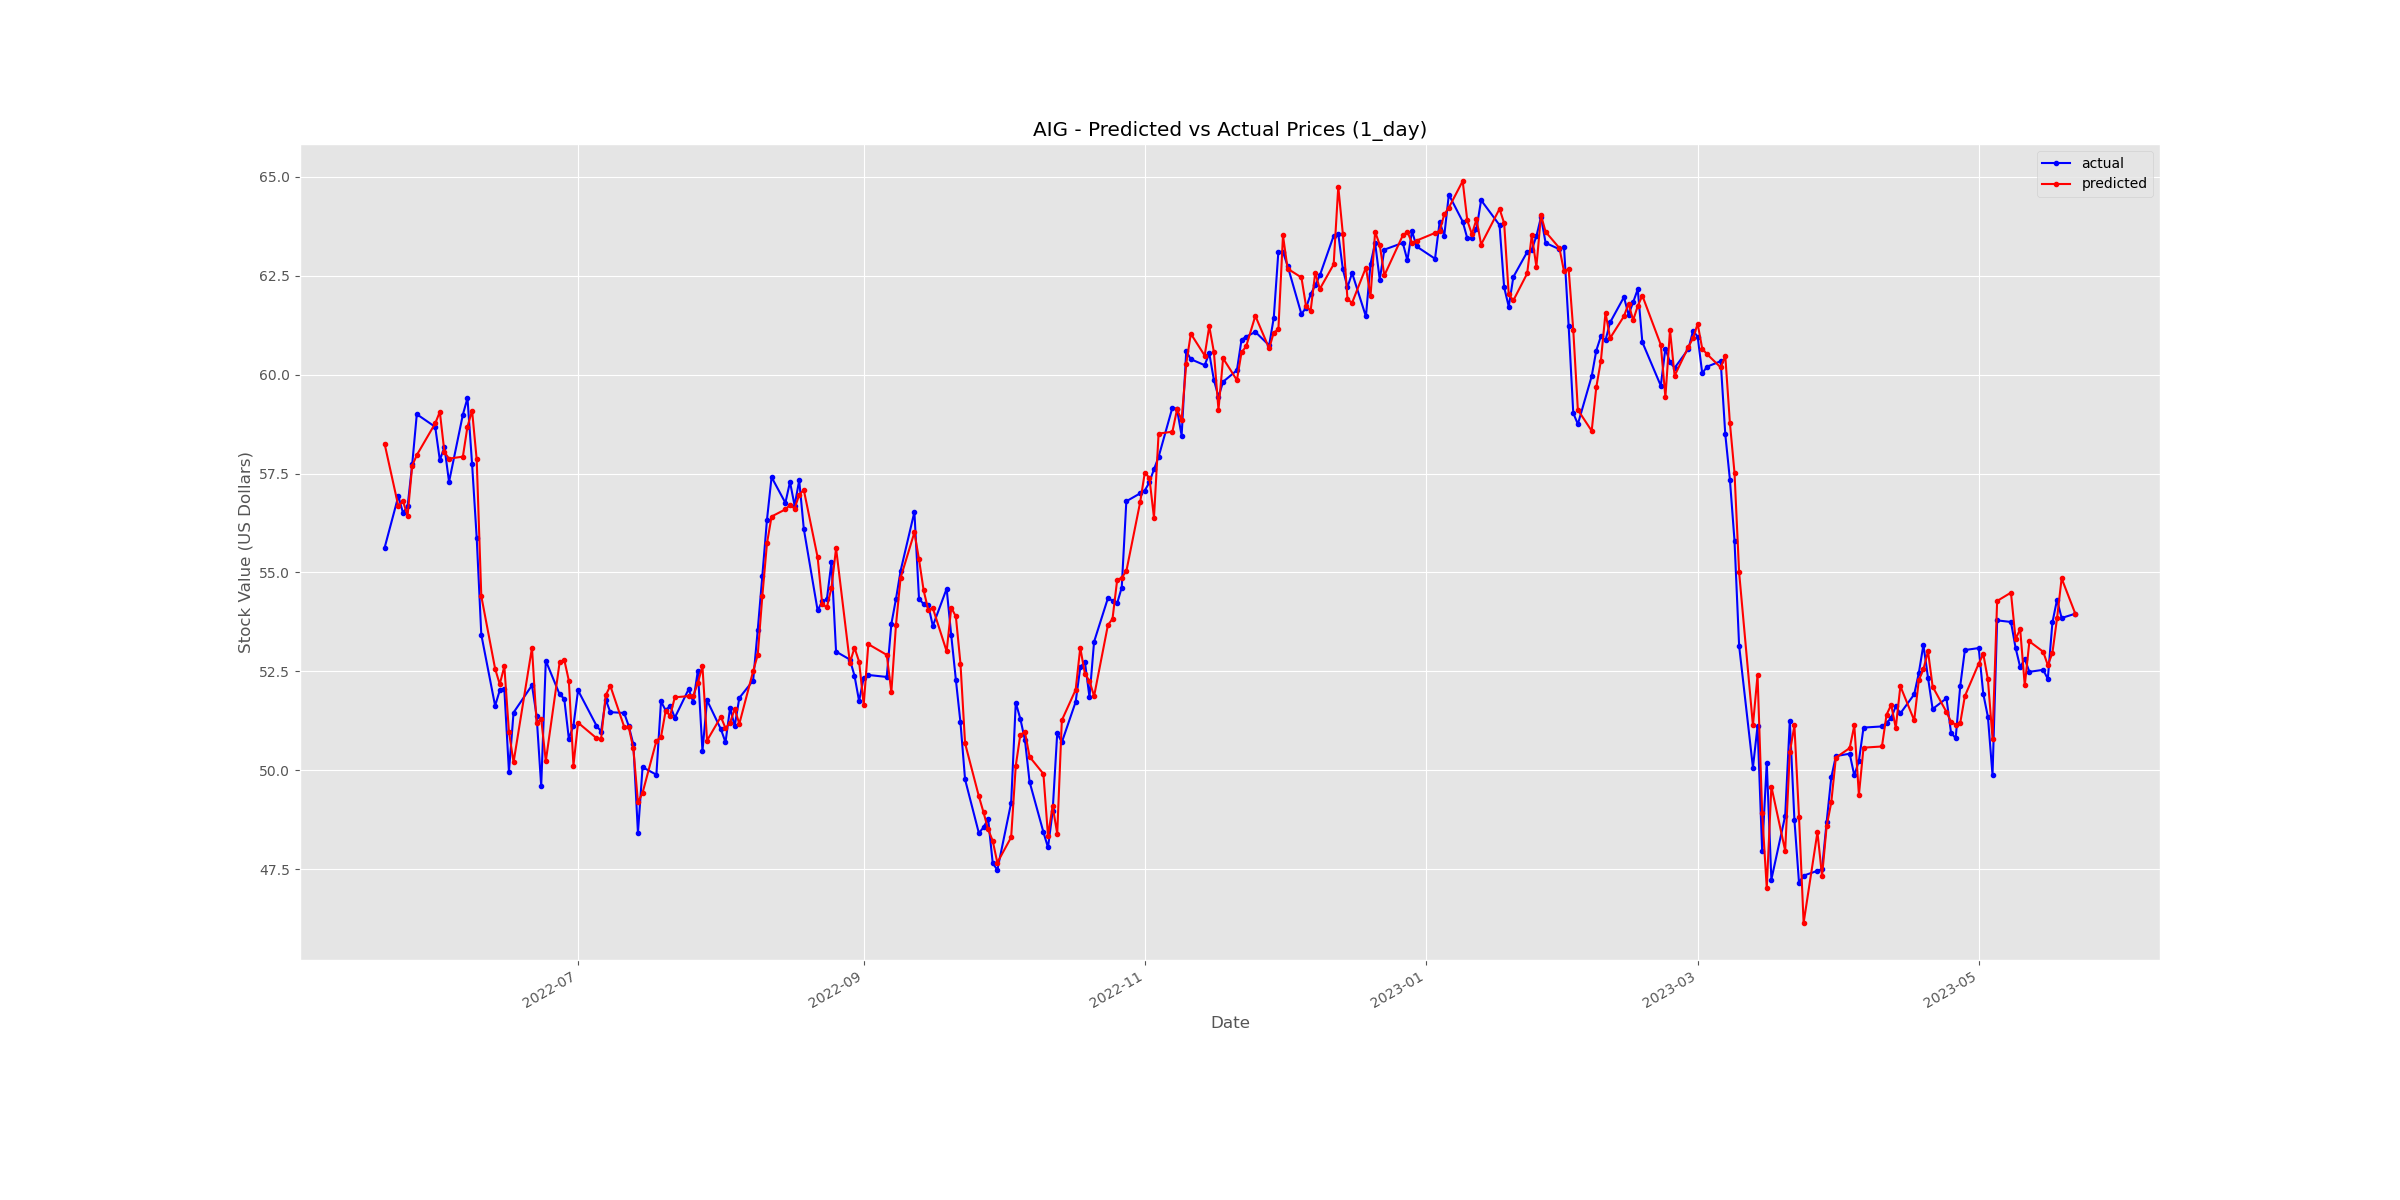 AIG - Predicted vs Actual Prices (1_day)
actual
predicted
Stock Value (US Dollars)
65.0
62.5
60.0
57.5
55.0
52.5
50.0
47.5
2022-07
2022-09
2022-11
2023-01
2023-03
2023-05
Date